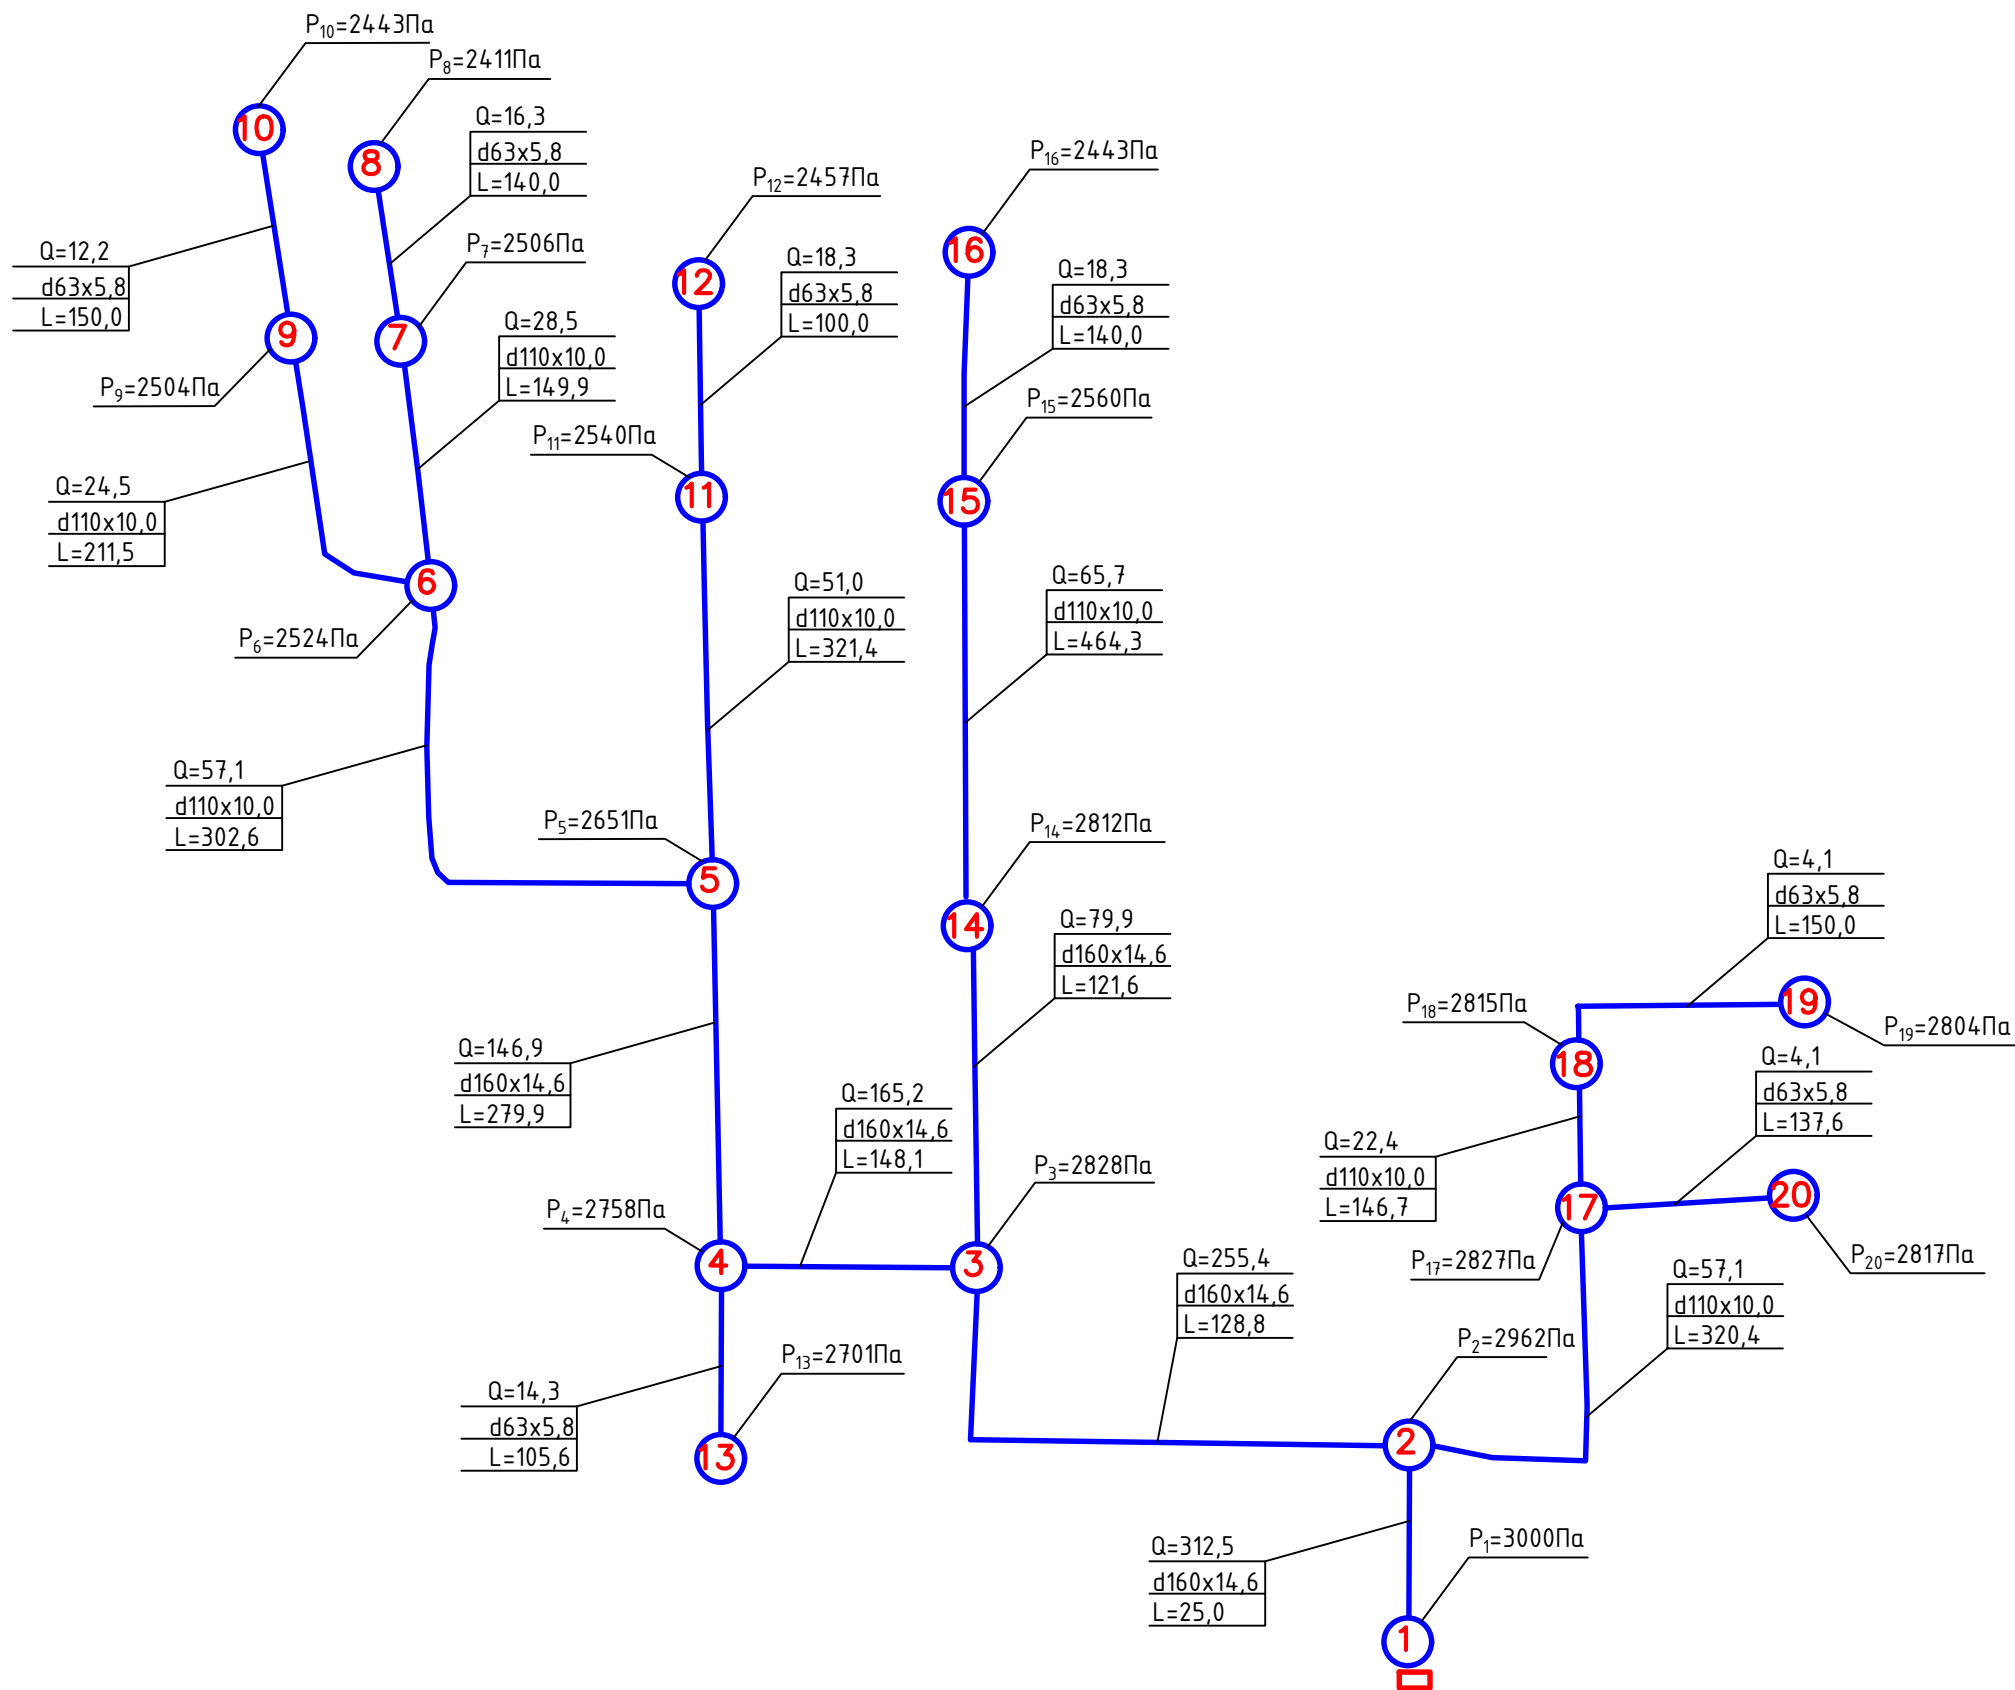 P10=2443Па
P8=2411Па
Q=16,3
d63x5,8
L=140,0
10
8
P16=2443Па
P12=2457Па
Q=12,2
d63x5,8
L=150,0
P7=2506Па
16
12
Q=18,3
d63x5,8
L=100,0
Q=18,3
d63x5,8
L=140,0
9
7
Q=28,5
d110x10,0
L=149,9
P9=2504Па
P15=2560Па
P11=2540Па
11
15
Q=24,5
d110x10,0
L=211,5
6
Q=51,0
d110x10,0
L=321,4
Q=65,7
d110x10,0
L=464,3
P6=2524Па
Q=57,1
d110x10,0
L=302,6
P5=2651Па
P14=2812Па
5
14
Q=4,1
d63x5,8
L=150,0
Q=79,9
d160x14,6
L=121,6
P18=2815Па
19
P19=2804Па
18
Q=146,9
d160x14,6
L=279,9
Q=165,2
d160x14,6
L=148,1
Q=4,1
d63x5,8
L=137,6
Q=22,4
d110x10,0
L=146,7
P3=2828Па
17
20
P4=2758Па
4
3
P17=2827Па
P20=2817Па
Q=255,4
d160x14,6
L=128,8
Q=57,1
d110x10,0
L=320,4
P2=2962Па
P13=2701Па
Q=14,3
d63x5,8
L=105,6
13
2
Q=312,5
d160x14,6
L=25,0
P1=3000Па
1